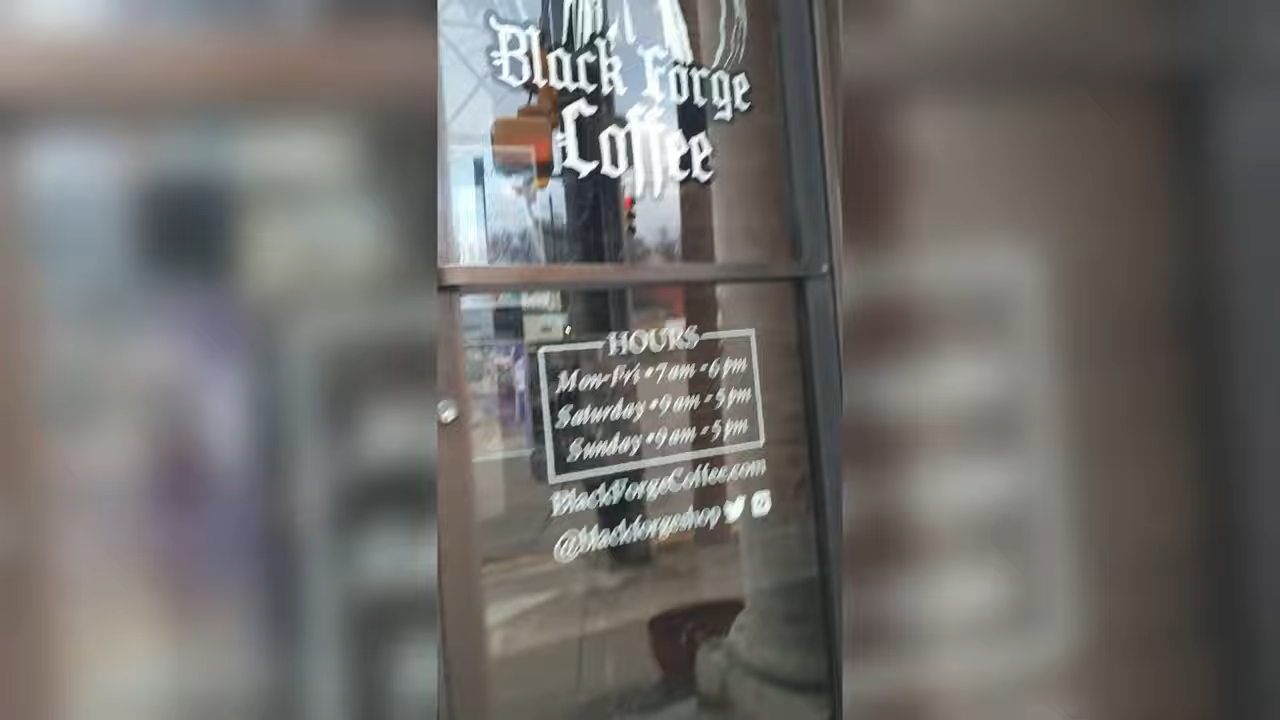 Black Forge
Coffee
HOURS
Mon-Fri • 7am - 6pm
Saturday • 9am - 5pm
Sunday • 9am - 5pm
BlackForgeCoffee.com
@blackforgeshop